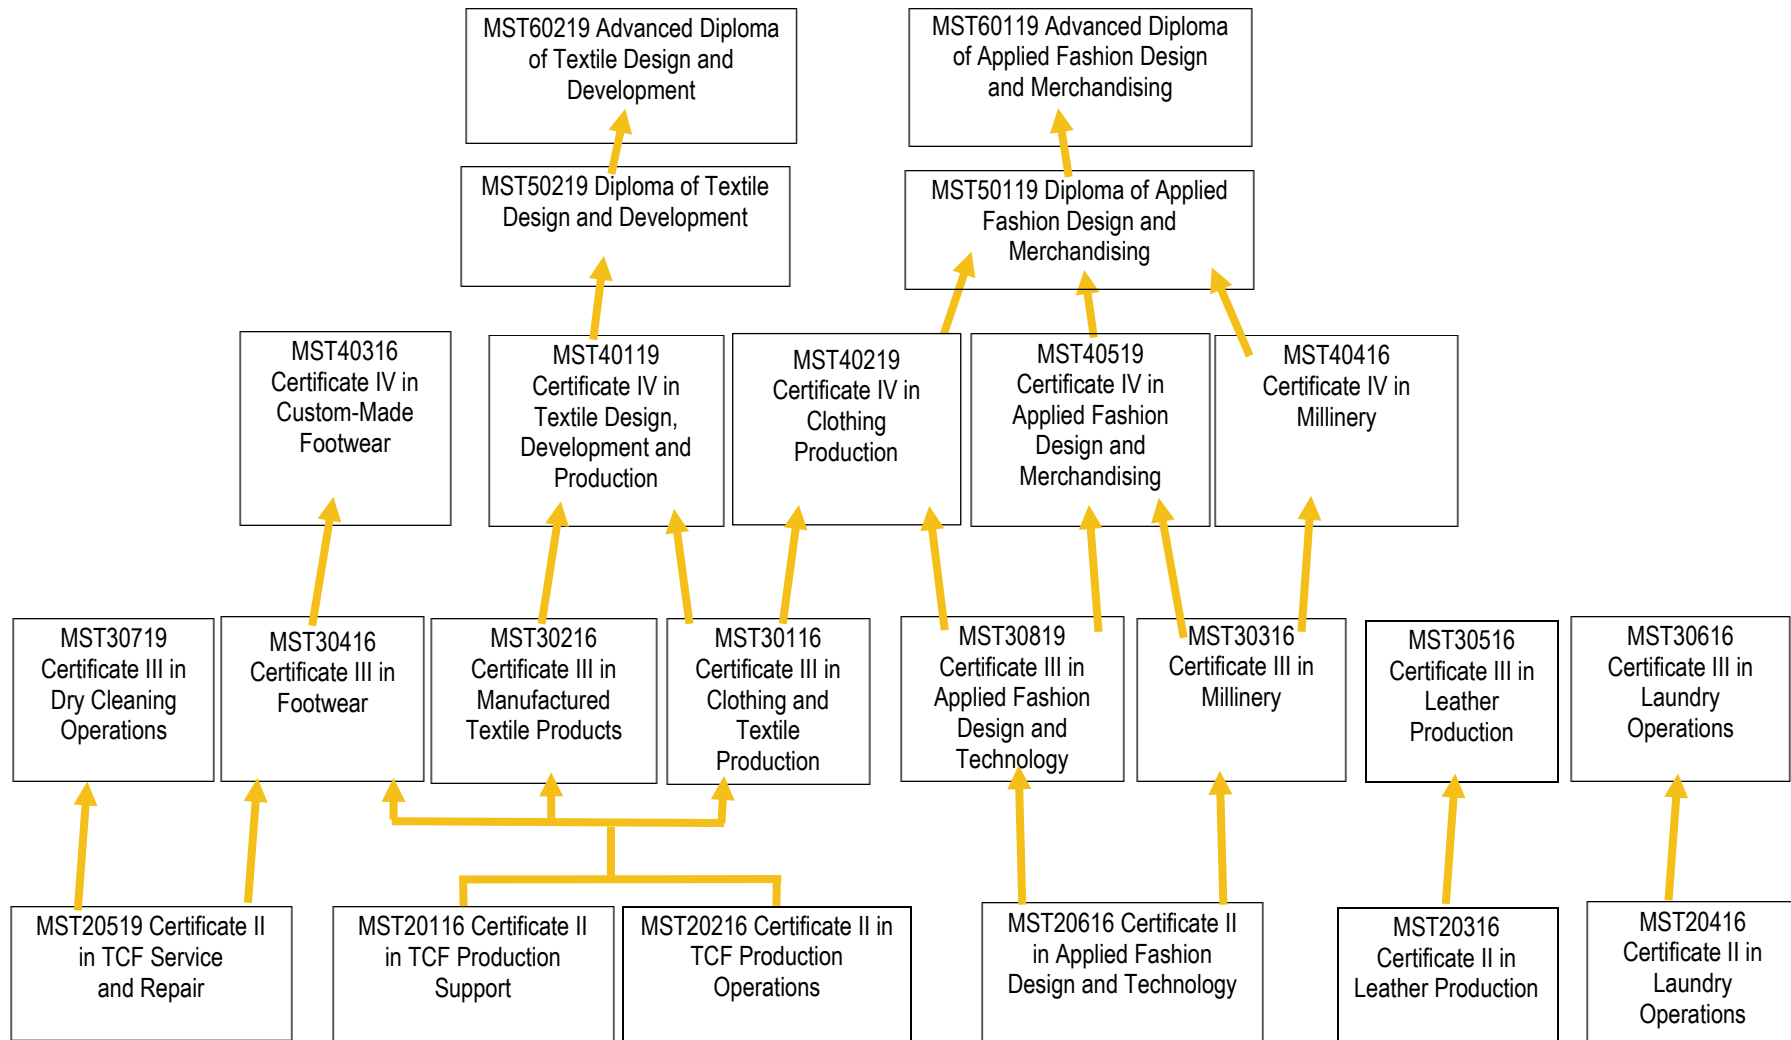 MST60219 Advanced Diploma
of Textile Design and
Development
MST60119 Advanced Diploma
of Applied Fashion Design
and Merchandising
MST50219 Diploma of Textile
Design and Development
MST50119 Diploma of Applied
Fashion Design and
Merchandising
MST40316
Certificate IV in
Custom-Made
Footwear
MST40119
Certificate IV in
Textile Design,
Development and
Production
MST40219
Certificate IV in
Clothing
Production
MST40519
Certificate IV in
Applied Fashion
Design and
Merchandising
MST40416
Certificate IV in
Millinery
MST30719
Certificate III in
Dry Cleaning
Operations
MST30416
Certificate III in
Footwear
MST30216
Certificate III in
Manufactured
Textile Products
MST30116
Certificate III in
Clothing and
Textile
Production
MST30819
Certificate III in
Applied Fashion
Design and
Technology
MST30316
Certificate III in
Millinery
MST30516
Certificate III in
Leather
Production
MST30616
Certificate III in
Laundry
Operations
MST20519 Certificate II
in TCF Service
and Repair
MST20116 Certificate II
in TCF Production
Support
MST20216 Certificate II in
TCF Production
Operations
MST20616 Certificate II
in Applied Fashion
Design and Technology
MST20316
Certificate II in
Leather Production
MST20416
Certificate II in
Laundry
Operations